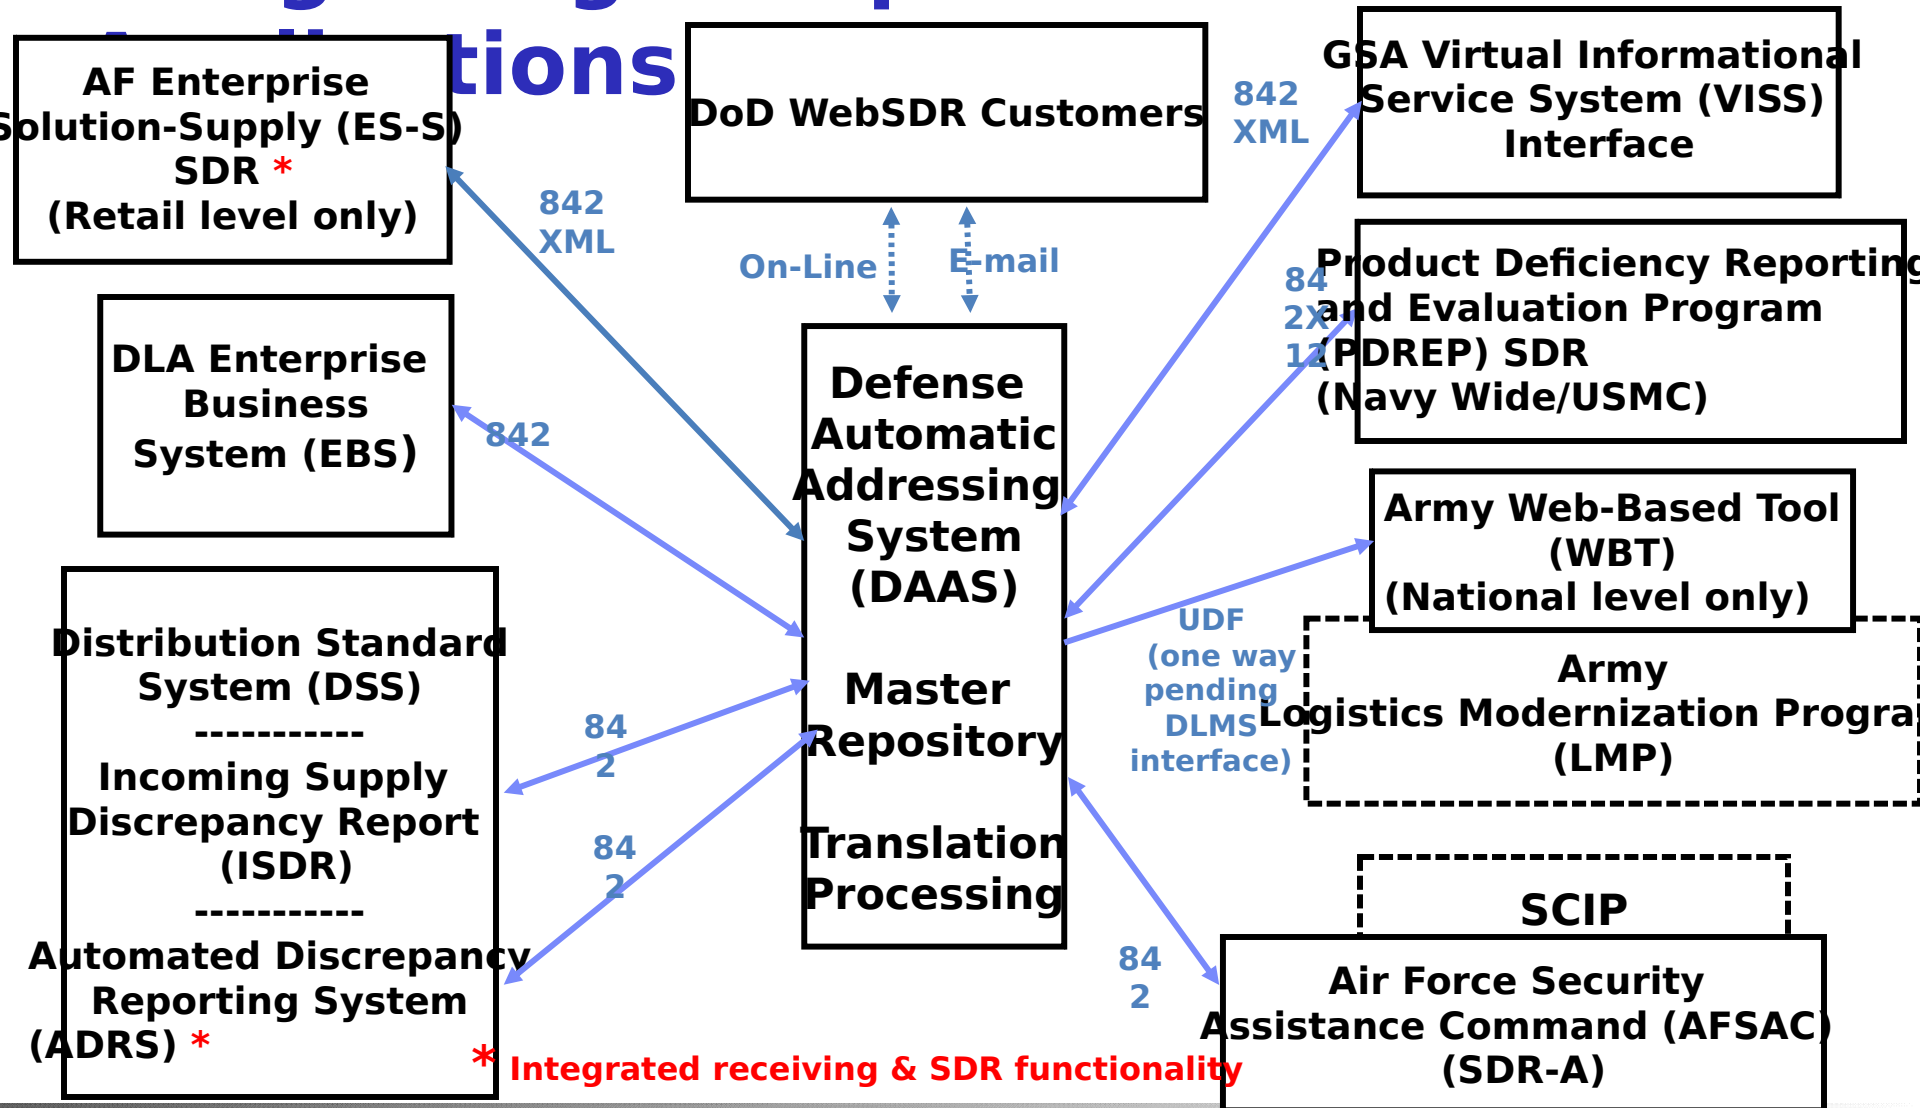 tions
AF Enterprise
Solution-Supply (ES-S)
SDR *
(Retail level only)
DoD WebSDR Customers
GSA Virtual Informational
Service System (VISS)
Interface
842
XML
842
XML
On-Line
E-mail
Product Deficiency Reporting
and Evaluation Program
(PDREP) SDR
(Navy Wide/USMC)
84
2X
12
DLA Enterprise
Business
System (EBS)
842
Defense
Automatic
Addressing
System
(DAAS)
Master
Repository
Translation
Processing
Army Web-Based Tool
(WBT)
(National level only)
UDF
(one way
pending
DLMS
interface)
Army
Logistics Modernization Progra
(LMP)
Distribution Standard
System (DSS)
-----------
Incoming Supply
Discrepancy Report
(ISDR)
-----------
Automated Discrepancy
Reporting System
(ADRS) *
84
2
84
2
84
2
SCIP
Air Force Security
Assistance Command (AFSAC)
(SDR-A)
* Integrated receiving & SDR functionality